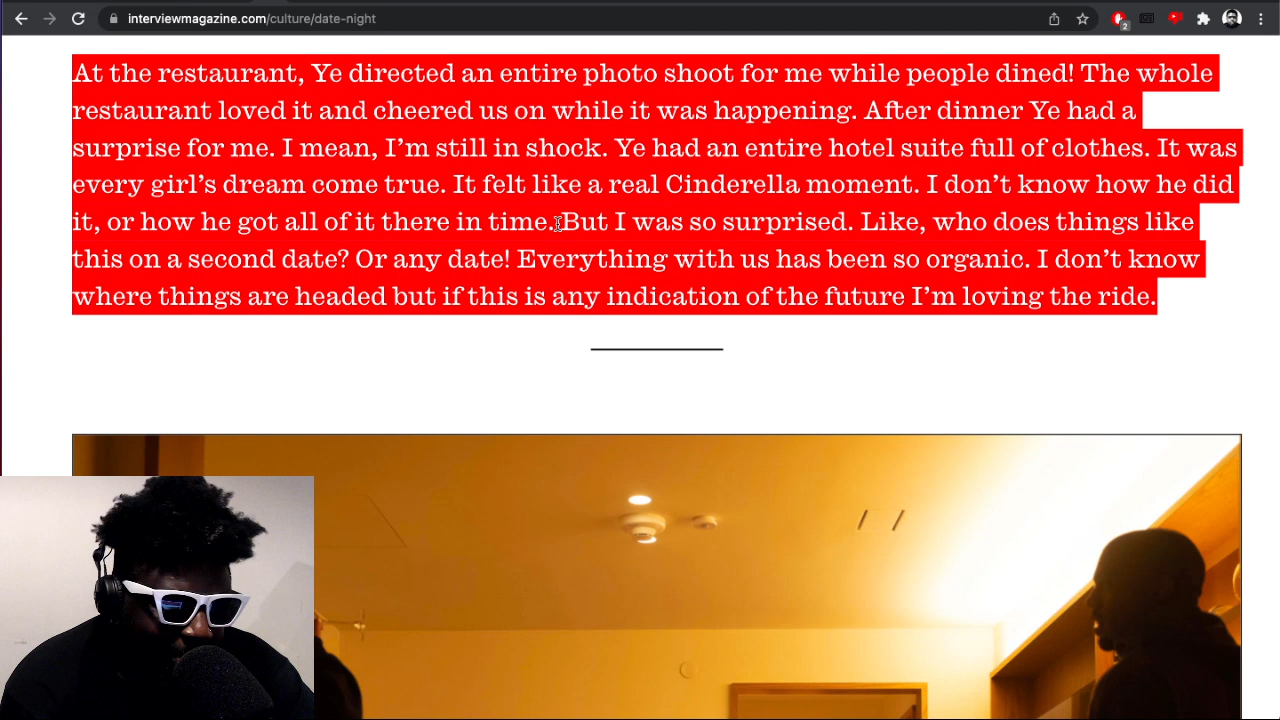 interviewmagazine.com/culture/date-night
2
At the restaurant, Ye directed an entire photo shoot for me while people dined! The whole
restaurant loved it and cheered us on while it was happening. After dinner Ye had a
surprise for me. I mean, I’m still in shock. Ye had an entire hotel suite full of clothes. It was
every girl’s dream come true. It felt like a real Cinderella moment. I don’t know how he did
it, or how he got all of it there in time. But I was so surprised. Like, who does things like
this on a second date? Or any date! Everything with us has been so organic. I don’t know
where things are headed but if this is any indication of the future I’m loving the ride.